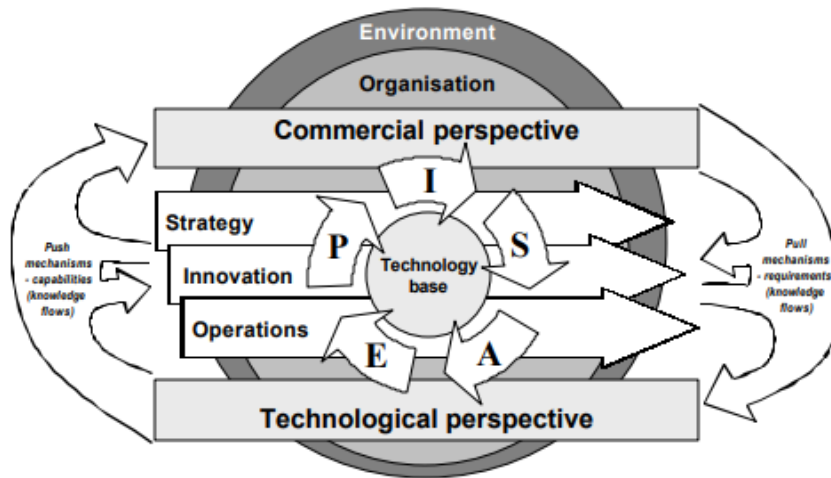 Environment
Organisation
Commercial perspective
I
Strategy
P
S
Push
mechanisms
- capabilities
(knowledge
flows)
Innovation
Technology
base
Pull
mechanisms
- requirements
(knowledge
flows)
Operations
E
A
Technological perspective